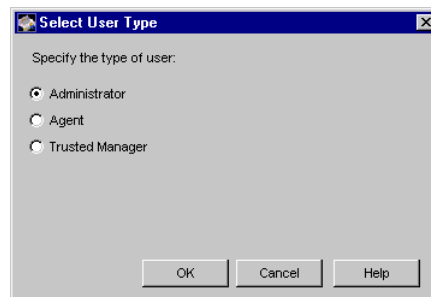 Select User Type
Specify the type of user:
Administrator
Agent
Trusted Manager
OK Cancel Help